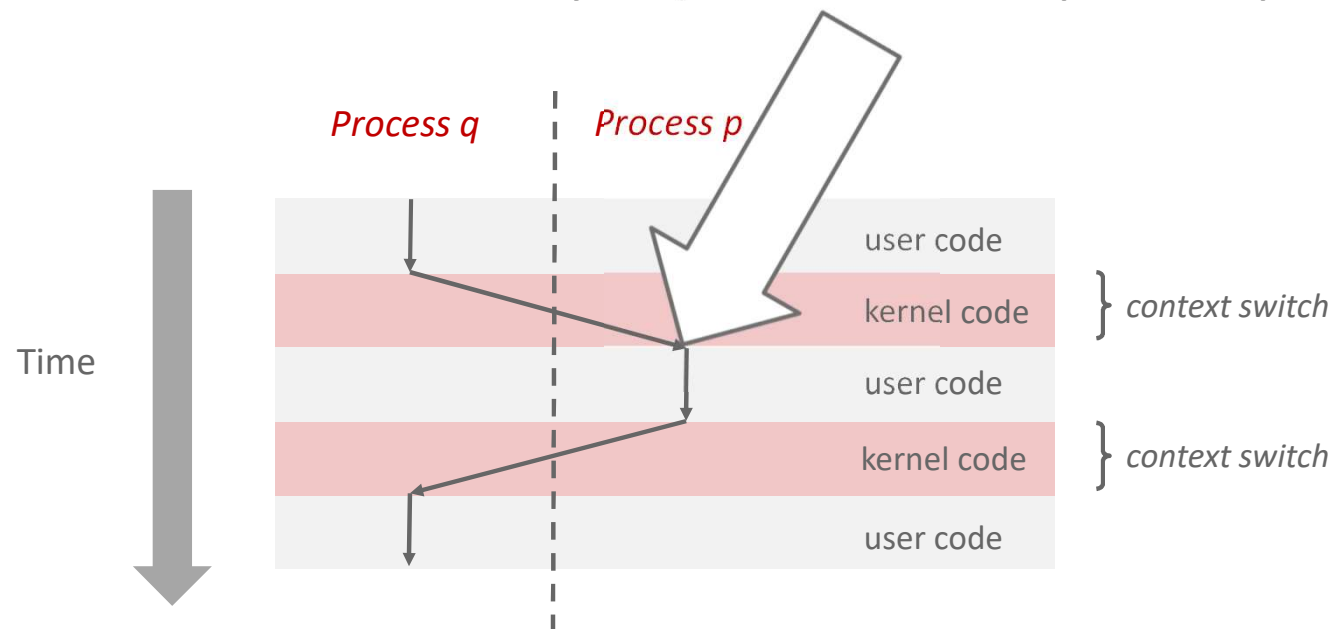 Process q
Process p
user code
kernel code
context switch
Time
user code
kernel code
context switch
user code